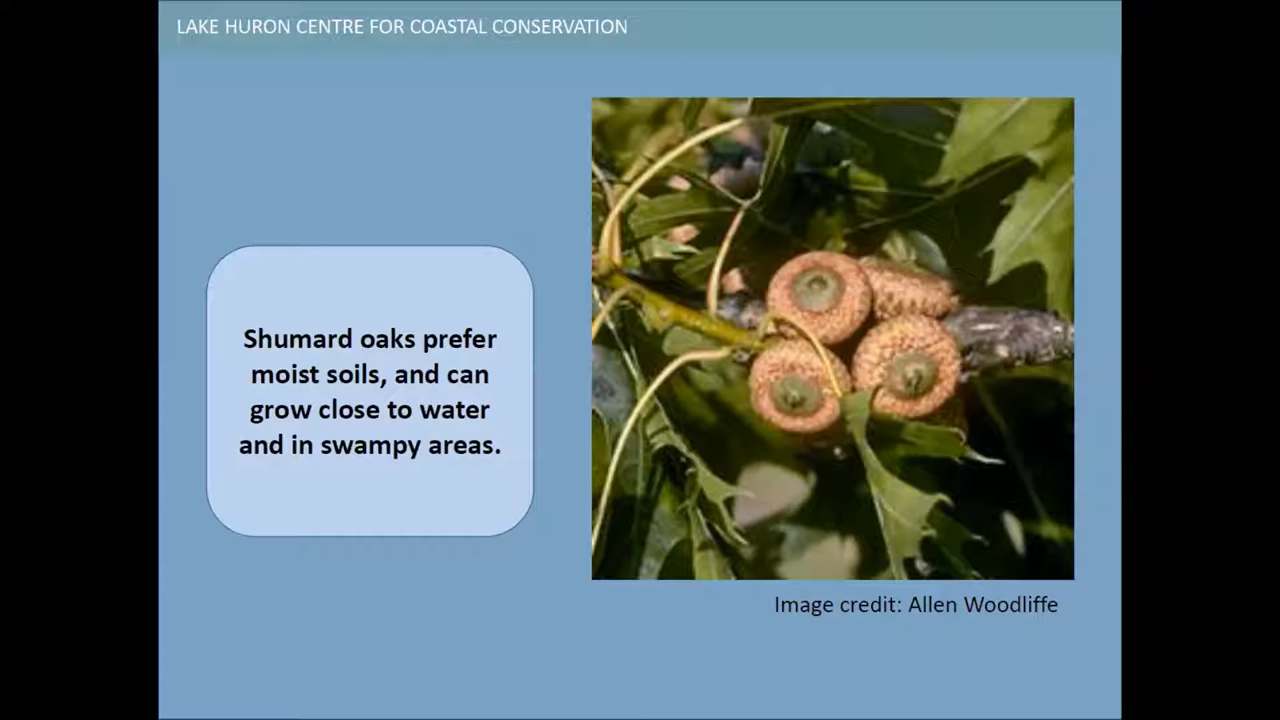 LAKE HURON CENTRE FOR COASTAL CONSERVATION
Shumard oaks prefer
moist soils, and can
grow close to water
and in swampy areas.
Image credit: Allen Woodliffe